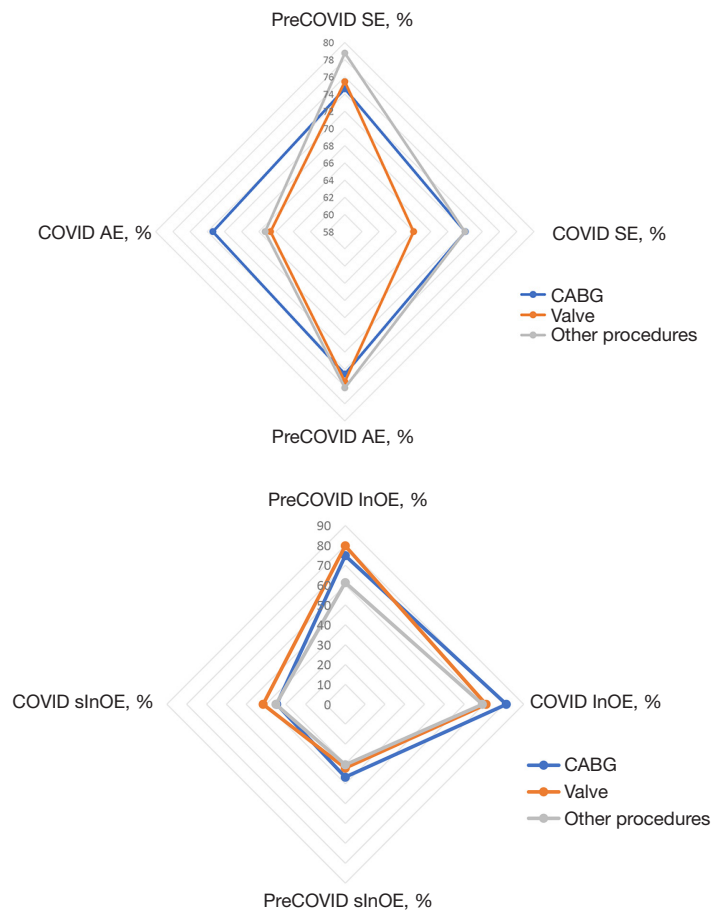 PreCOVID SE, %
80
78
76
74
72
70
68
66
64
62
60
58
COVID AE, %
COVID SE, %
CABG
Valve
Other procedures
PreCOVID AE, %
PreCOVID InOE, %
90
80
70
60
50
40
30
20
10
0
COVID sInOE, %
COVID InOE, %
CABG
Valve
Other procedures
PreCOVID sInOE, %